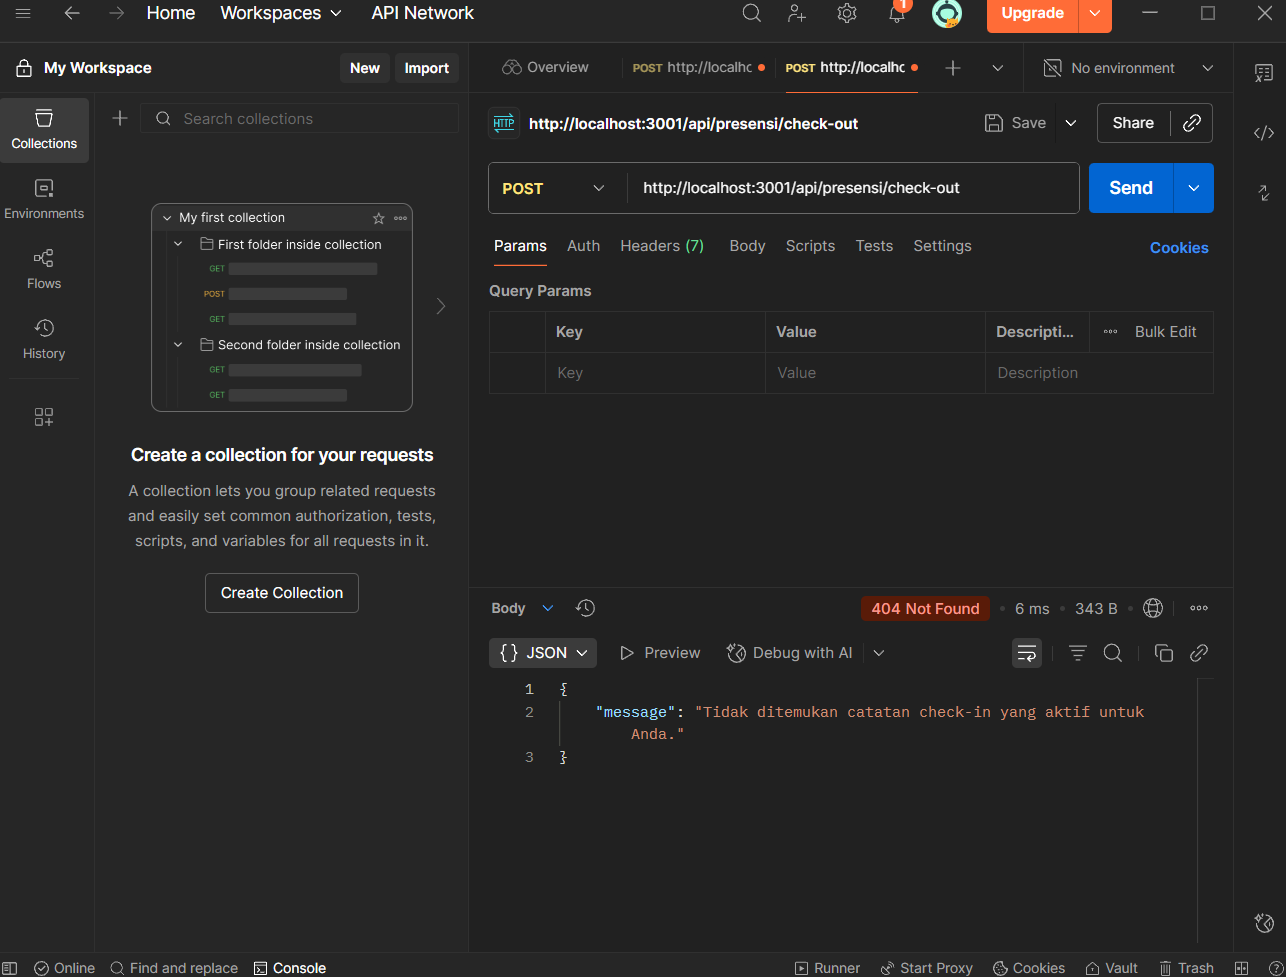 Home Workspaces API Network 1 Upgrade
My Workspace New Import
Overview POST http://localhc POST http://localhc No environment
Collections
Search collections
HTTP http://localhost:3001/api/presensi/check-out Save Share
Environments
Flows
History
My first collection
First folder inside collection
GET
POST
GET
Second folder inside collection
GET
GET
Create a collection for your requests
A collection lets you group related requests
and easily set common authorization, tests,
scripts, and variables for all requests in it.
Create Collection
POST http://localhost:3001/api/presensi/check-out Send
Params Auth Headers (7) Body Scripts Tests Settings Cookies
Query Params
Key Value Descripti... Bulk Edit
Key Value Description
Body 404 Not Found 6 ms 343 B
{} JSON Preview Debug with AI
1 {
2 "message": "Tidak ditemukan catatan check-in yang aktif untuk
Anda."
3 }
Online Find and replace Console Runner Start Proxy Cookies Vault Trash